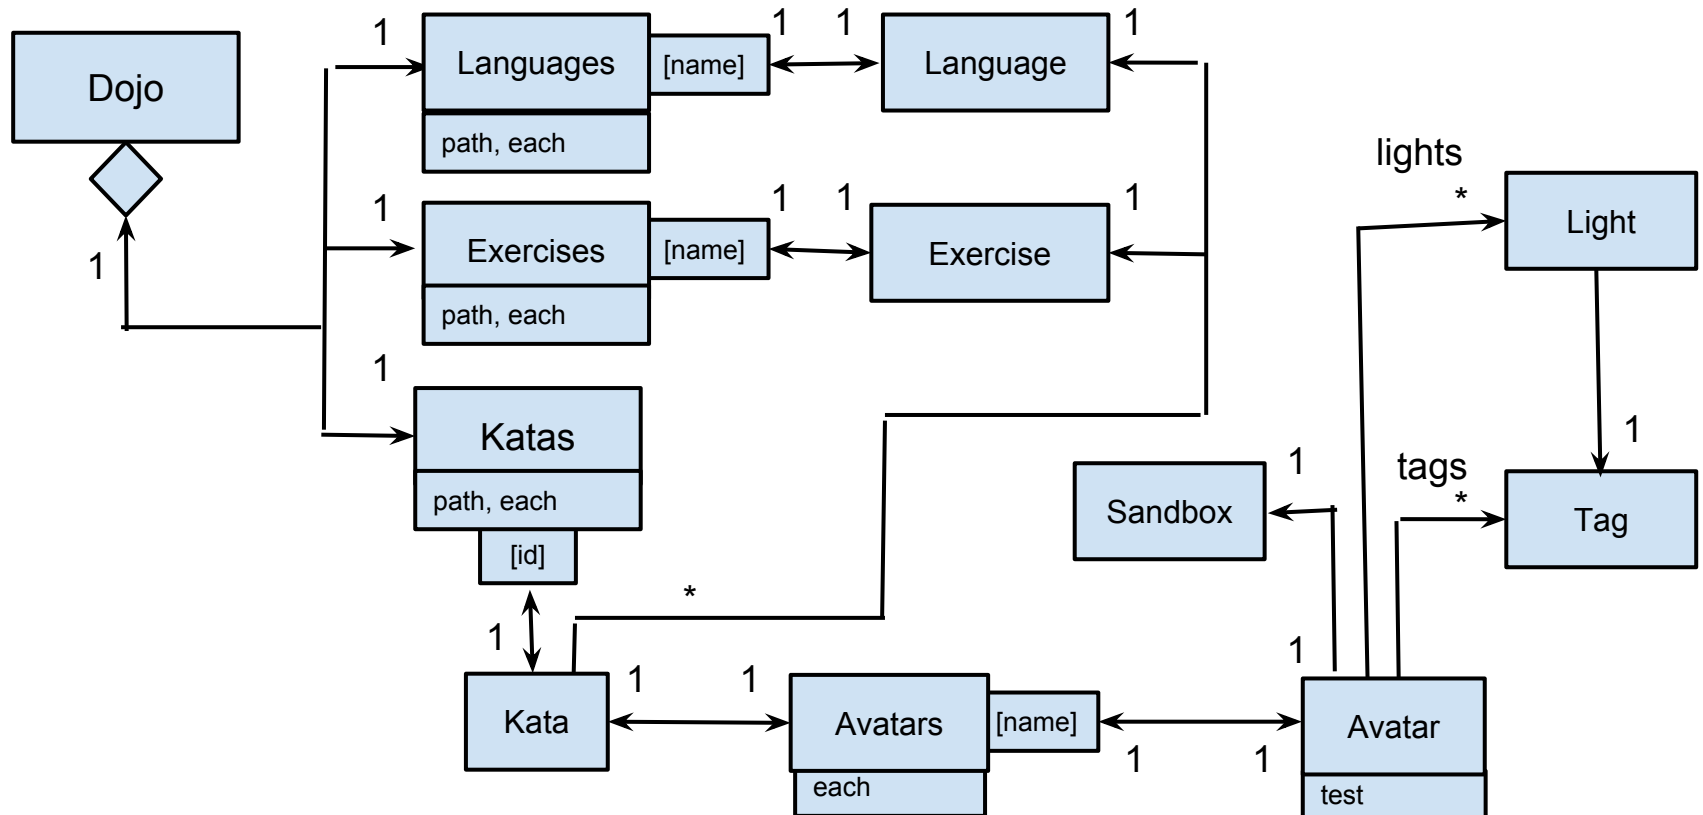 Dojo
1
1
Languages
[name]
path, each
1
1
Language
1
1
Exercises
[name]
path, each
1
1
Exercise
1
1
Katas
path, each
[id]
1
Kata
*
1
1
Avatars
[name]
each
1
1
Avatar
test
1
1
Sandbox
lights
*
Light
1
tags
*
Tag